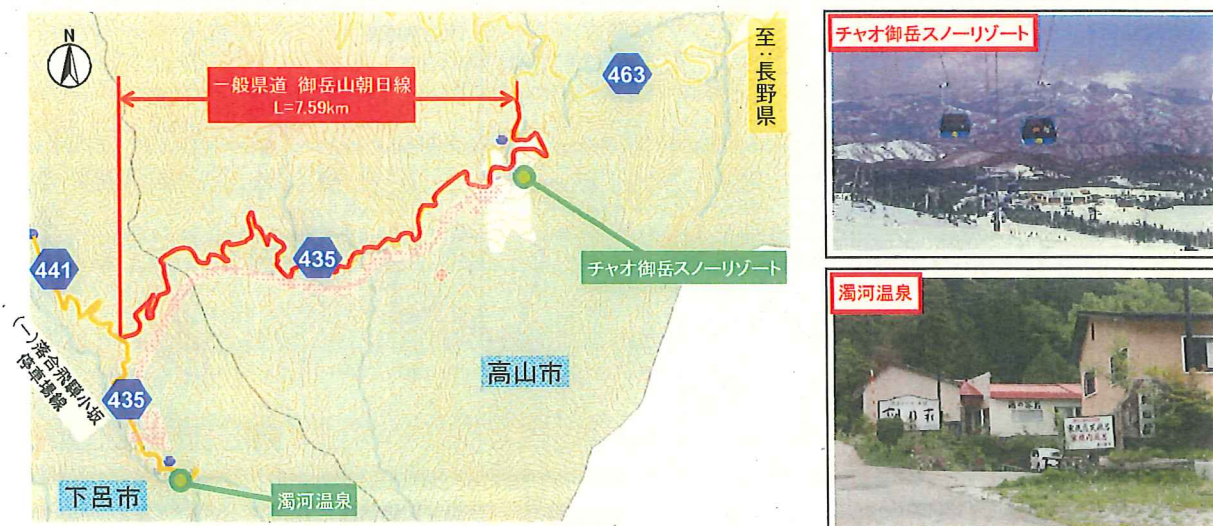 N
一般県道 御岳山朝日線
L=7.59km
463
至:長野県
435
441
チャオ御岳スノーリゾート
(一)落合飛騨小坂
停車場線
435
高山市
下呂市
濁河温泉
チャオ御岳スノーリゾート
濁河温泉